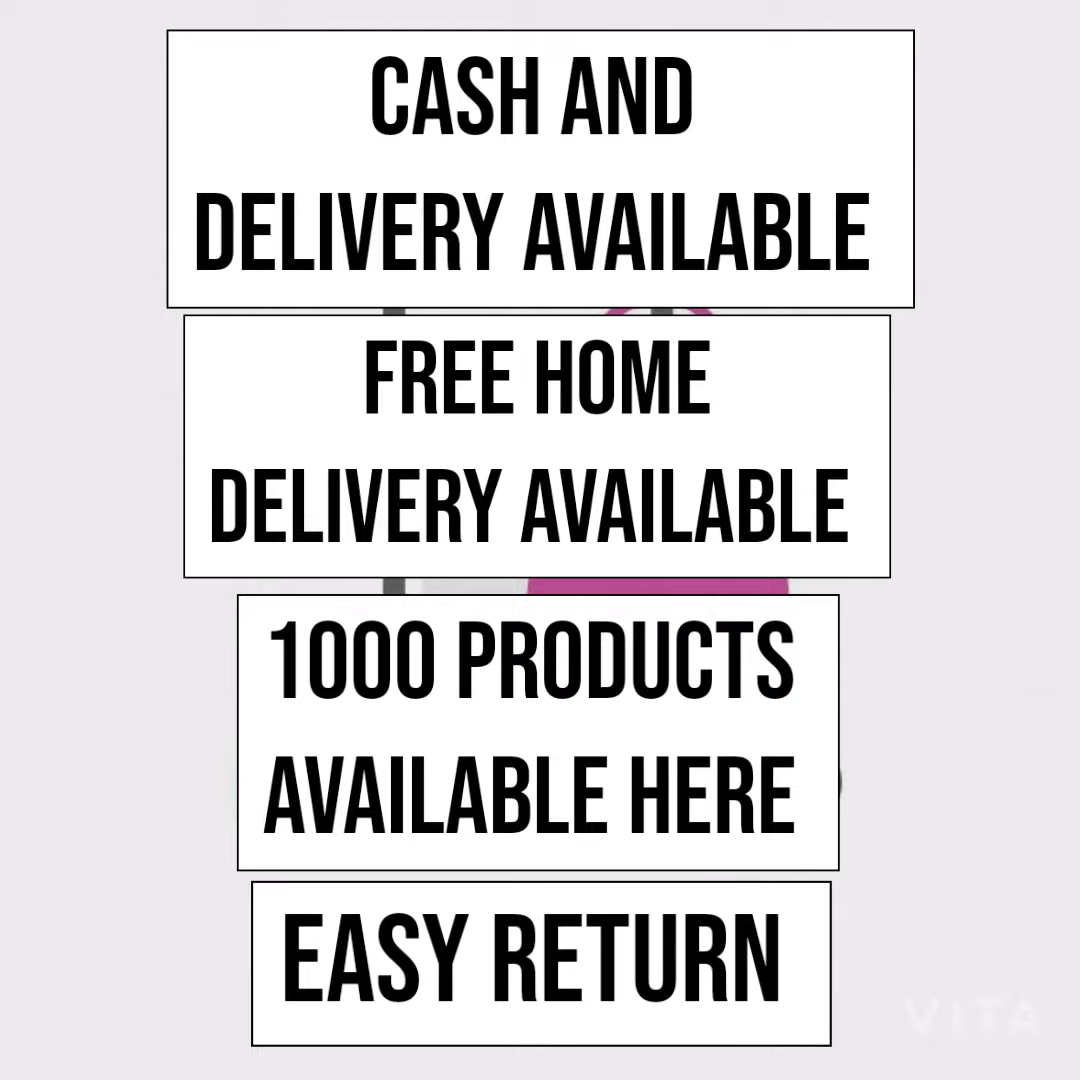 CASH AND
DELIVERY AVAILABLE
FREE HOME
DELIVERY AVAILABLE
1000 PRODUCTS
AVAILABLE HERE
EASY RETURN
VITA